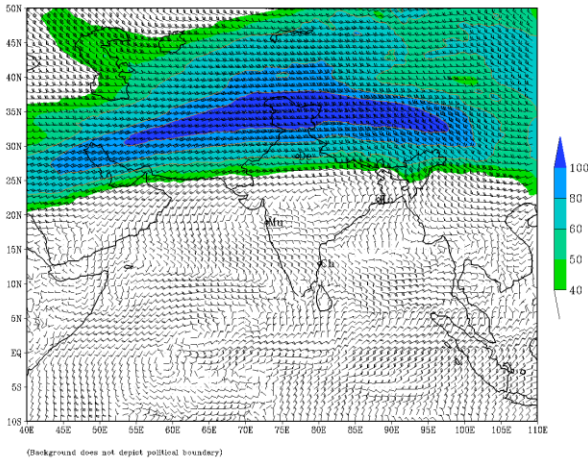 50N
45N
40N
35N
30N
25N
20N
15N
10N
5N
EQ
5S
10S
40E 45E 50E 55E 60E 65E 70E 75E 80E 85E 90E 95E 100E 105E 110E
De
Mu
Ch
100
80
60
50
40
(Background does not depict political boundary)